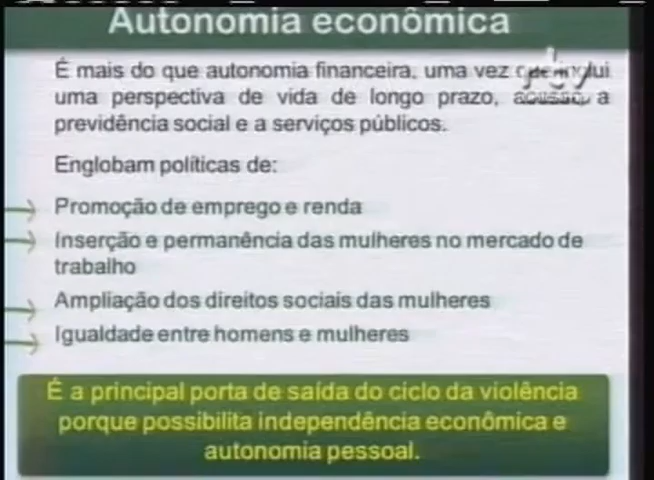 Autonomia econômica
É mais do que autonomia financeira, uma vez que inclui
uma perspectiva de vida de longo prazo, acesso a
previdência social e a serviços públicos.
Englobam políticas de:
Promoção de emprego e renda
Inserção e permanência das mulheres no mercado de
trabalho
Ampliação dos direitos sociais das mulheres
Igualdade entre homens e mulheres
É a principal porta de saída do ciclo da violência
porque possibilita independência econômica e
autonomia pessoal.